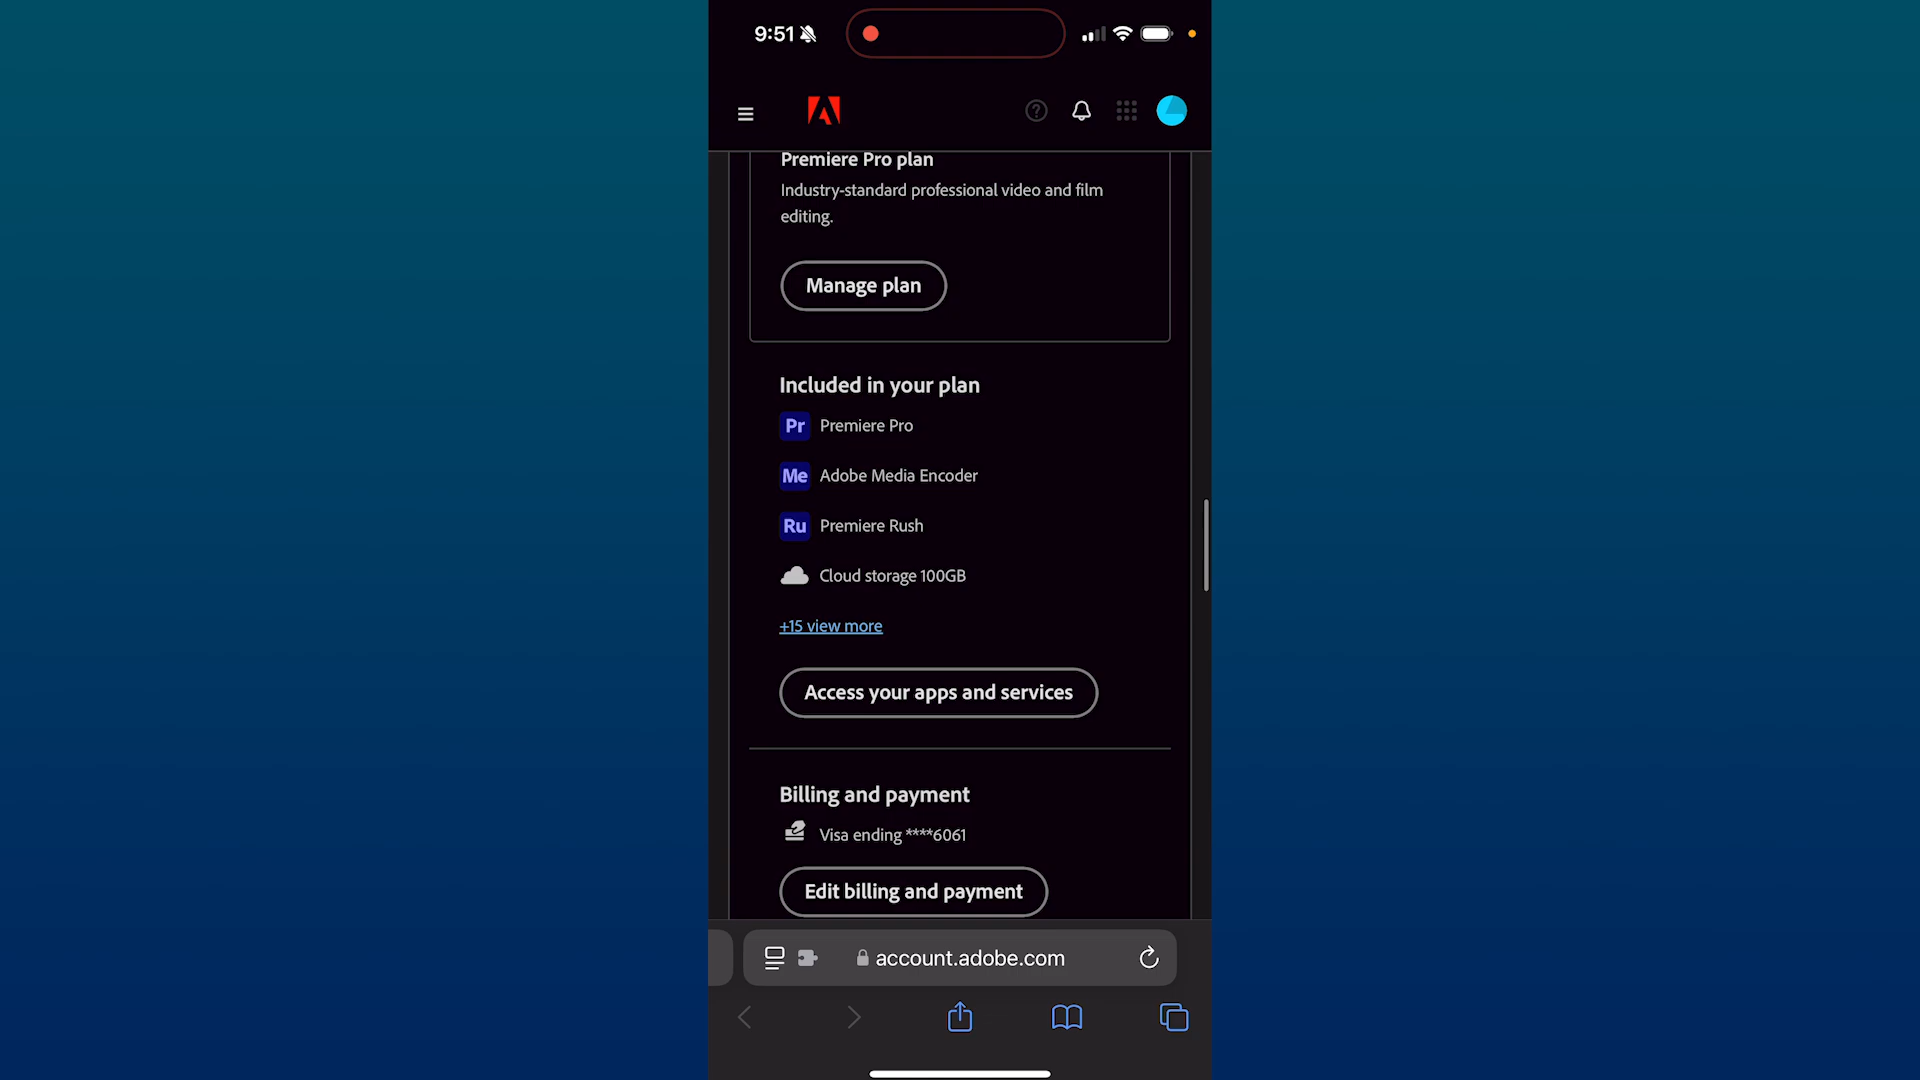 9:51
Premiere Pro plan
Industry-standard professional video and film
editing.
Manage plan
Included in your plan
Pr Premiere Pro
Me Adobe Media Encoder
Ru Premiere Rush
Cloud storage 100GB
+15 view more
Access your apps and services
Billing and payment
Visa ending ****6061
Edit billing and payment
account.adobe.com